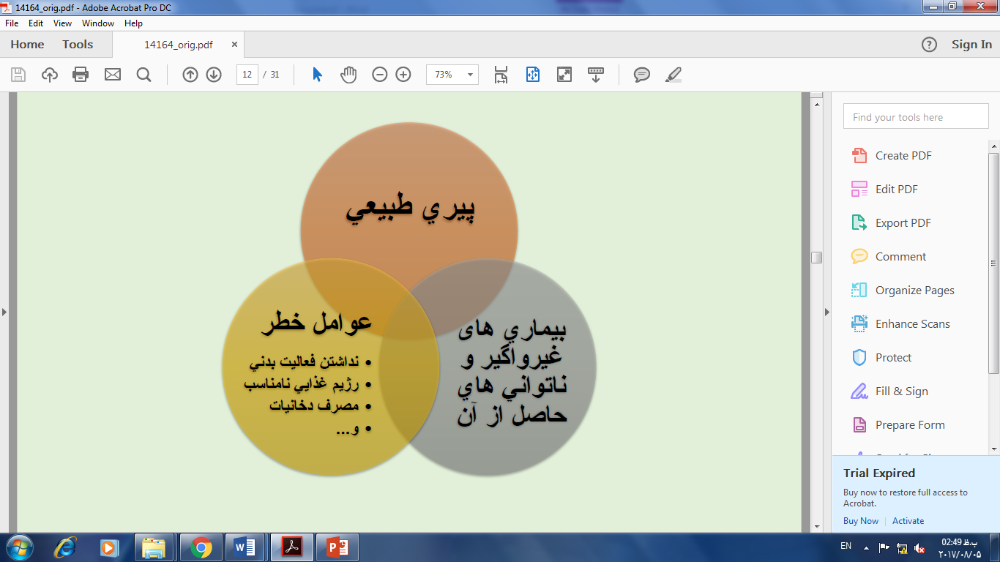 14164_orig.pdf - Adobe Acrobat Pro DC
File Edit View Window Help
Home Tools 14164_orig.pdf × Sign In
12 / 31 73%
پيري طبيعي
عوامل خطر
• نداشتن فعاليت بدني
• رژيم غذايي نامناسب
• مصرف دخانيات
• و...
بيماري های
غيرواگير و
ناتواني هاي
حاصل از آن
Find your tools here
Create PDF
Edit PDF
Export PDF
Comment
Organize Pages
Enhance Scans
Protect
Fill & Sign
Prepare Form
Trial Expired
Buy now to restore full access to
Acrobat.
Buy Now | Activate
EN
02:49 ب.ظ
۲۰۱۷/۰۸/۰۵